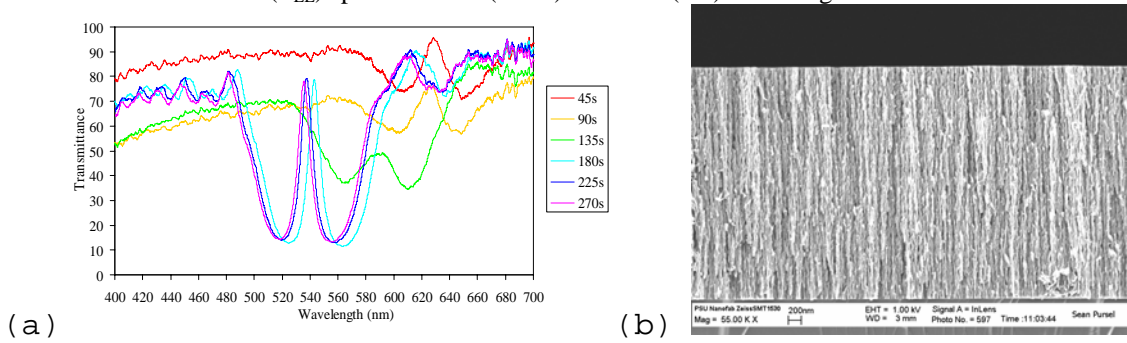 Transmittance
100
90
80
70
60
50
40
30
20
10
0
400 420 440 460 480 500 520 540 560 580 600 620 640 660 680 700
Wavelength (nm)
45s
90s
135s
180s
225s
270s
(a)
(b)
PSU Nanofab ZeissSMT1530
Mag = 55.00 K X
200nm
EHT = 1.00 kV
WD = 3 mm
Signal A = InLens
Photo No. = 597
Time :11:03:44
Sean Pursel